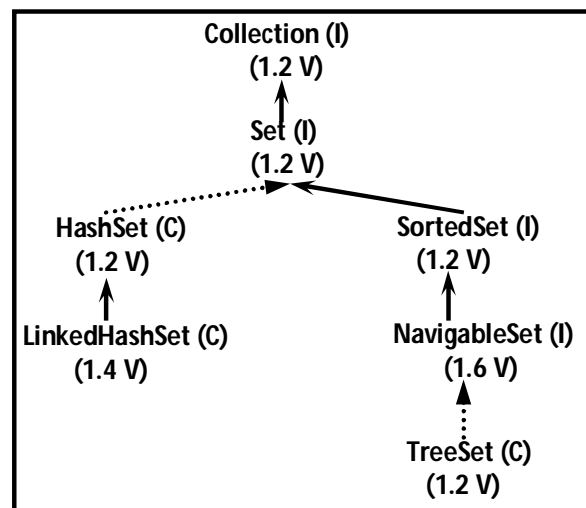 Collection (I)
(1.2 V)
Set (I)
(1.2 V)
HashSet (C)
(1.2 V)
SortedSet (I)
(1.2 V)
LinkedHashSet (C)
(1.4 V)
NavigableSet (I)
(1.6 V)
TreeSet (C)
(1.2 V)